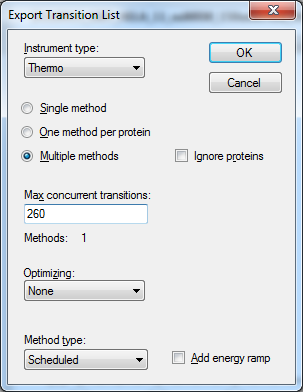 Export Transition List
Instrument type:
OK
Thermo
Cancel
Single method
One method per protein
Multiple methods
Ignore proteins
Max concurrent transitions:
260
Methods: 1
Optimizing:
None
Method type:
Scheduled
Add energy ramp